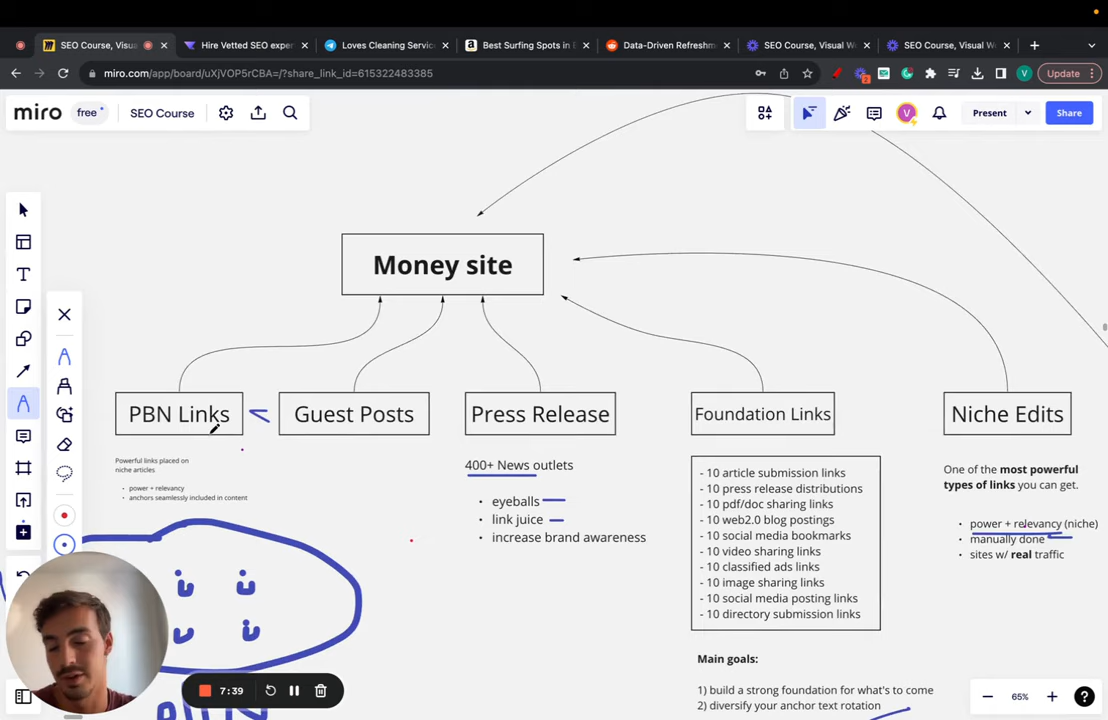 SEO Course, Visu
Hire Vetted SEO exper
Loves Cleaning Servic
Best Surfing Spots in E
Data-Driven Refreshm
SEO Course, Visual W
SEO Course, Visual W
miro.com/app/board/uXjVOP5rCBA=/?share_link_id=615322483385
2
V
Update
miro
free
SEO Course
V
Present
Share
Money site
PBN Links
Guest Posts
Press Release
Foundation Links
Niche Edits
Powerful links placed on
niche articles
• power + relevancy
• anchors seamlessly included in content
400+ News outlets
• eyeballs
• link juice
• increase brand awareness
- 10 article submission links
- 10 press release distributions
- 10 pdf/doc sharing links
- 10 web2.0 blog postings
- 10 social media bookmarks
- 10 video sharing links
- 10 classified ads links
- 10 image sharing links
- 10 social media posting links
- 10 directory submission links
Main goals:
1) build a strong foundation for what's to come
2) diversify your anchor text rotation
One of the most powerful
types of links you can get.
• power + relevancy (niche)
• manually done
• sites w/ real traffic
7:39
65%